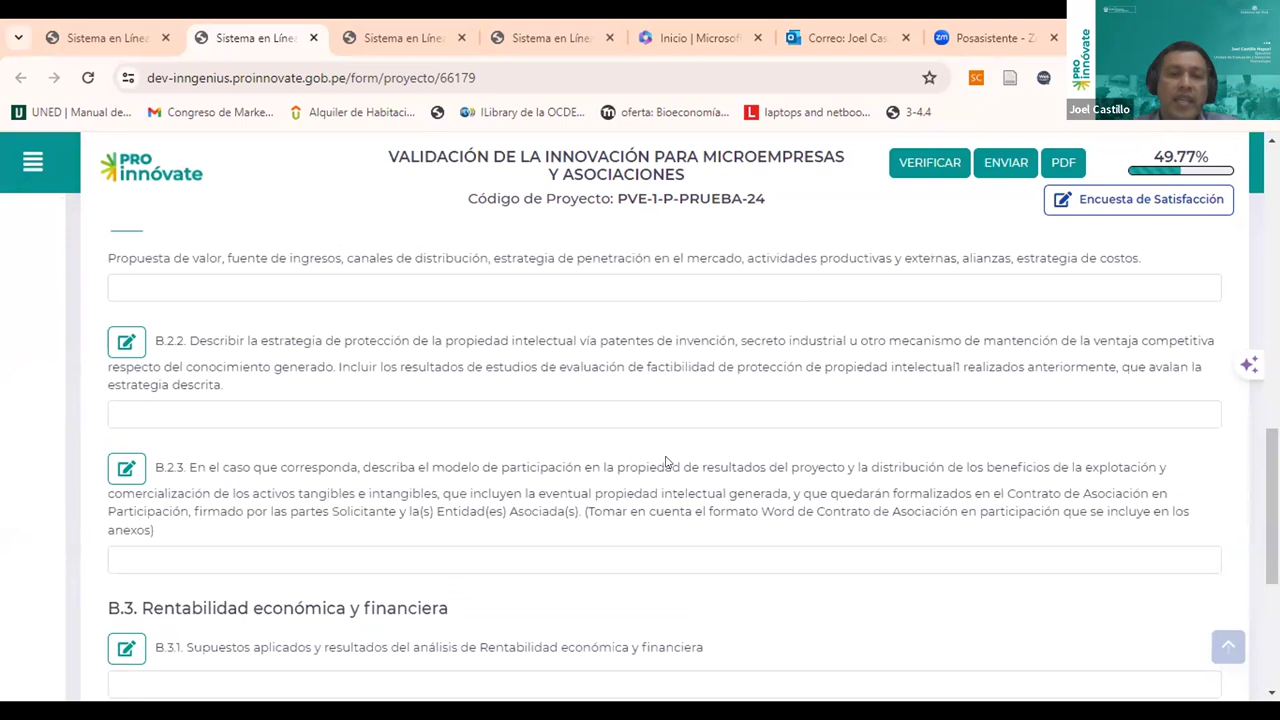 Sistema en Línea
Sistema en Línea
Sistema en Línea
Sistema en Línea
Inicio | Microsof
Correo: Joel Cas
Posasistente - Z
dev-inngenius.proinnovate.gob.pe/form/proyecto/66179
UNED | Manual de...
Congreso de Marke...
Alquiler de habitaci...
lLibrary de la OCDE...
oferta: Bioeconomía...
laptops and netboo...
3-4.4
PRO
innóvate
Joel Castillo
PRO
innóvate
VALIDACIÓN DE LA INNOVACIÓN PARA MICROEMPRESAS
Y ASOCIACIONES
Código de Proyecto: PVE-1-P-PRUEBA-24
VERIFICAR
ENVIAR
PDF
49.77%
Encuesta de Satisfacción
Propuesta de valor, fuente de ingresos, canales de distribución, estrategia de penetración en el mercado, actividades productivas y externas, alianzas, estrategia de costos.
B.2.2. Describir la estrategia de protección de la propiedad intelectual vía patentes de invención, secreto industrial u otro mecanismo de mantención de la ventaja competitiva
respecto del conocimiento generado. Incluir los resultados de estudios de evaluación de factibilidad de protección de propiedad intelectual1 realizados anteriormente, que avalan la
estrategia descrita.
B.2.3. En el caso que corresponda, describa el modelo de participación en la propiedad de resultados del proyecto y la distribución de los beneficios de la explotación y
comercialización de los activos tangibles e intangibles, que incluyen la eventual propiedad intelectual generada, y que quedarán formalizados en el Contrato de Asociación en
Participación, firmado por las partes Solicitante y la(s) Entidad(es) Asociada(s). (Tomar en cuenta el formato Word de Contrato de Asociación en participación que se incluye en los
anexos)
B.3. Rentabilidad económica y financiera
B.3.1. Supuestos aplicados y resultados del análisis de Rentabilidad económica y financiera